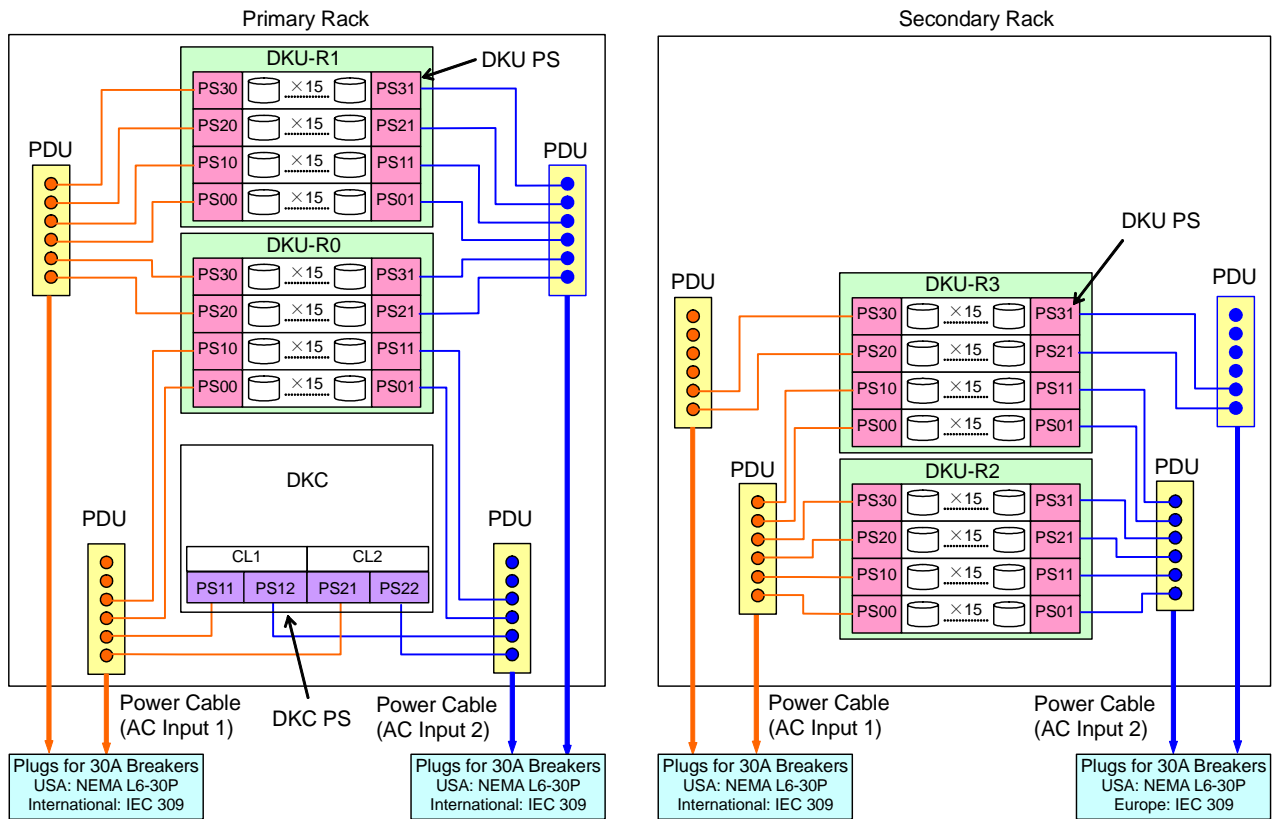 Primary Rack
DKU-R1
DKU PS
PS30 ×15 PS31
PS20 ×15 PS21
PS10 ×15 PS11
PS00 ×15 PS01
PDU
PDU
DKU-R0
PS30 ×15 PS31
PS20 ×15 PS21
PS10 ×15 PS11
PS00 ×15 PS01
DKC
CL1 CL2
PS11 PS12 PS21 PS22
PDU
PDU
Power Cable
(AC Input 1)
DKC PS
Power Cable
(AC Input 2)
Plugs for 30A Breakers
USA: NEMA L6-30P
International: IEC 309
Plugs for 30A Breakers
USA: NEMA L6-30P
International: IEC 309
Secondary Rack
DKU PS
PDU
PDU
DKU-R3
PS30 ×15 PS31
PS20 ×15 PS21
PS10 ×15 PS11
PS00 ×15 PS01
PDU
PDU
DKU-R2
PS30 ×15 PS31
PS20 ×15 PS21
PS10 ×15 PS11
PS00 ×15 PS01
Power Cable
(AC Input 1)
Power Cable
(AC Input 2)
Plugs for 30A Breakers
USA: NEMA L6-30P
International: IEC 309
Plugs for 30A Breakers
USA: NEMA L6-30P
Europe: IEC 309